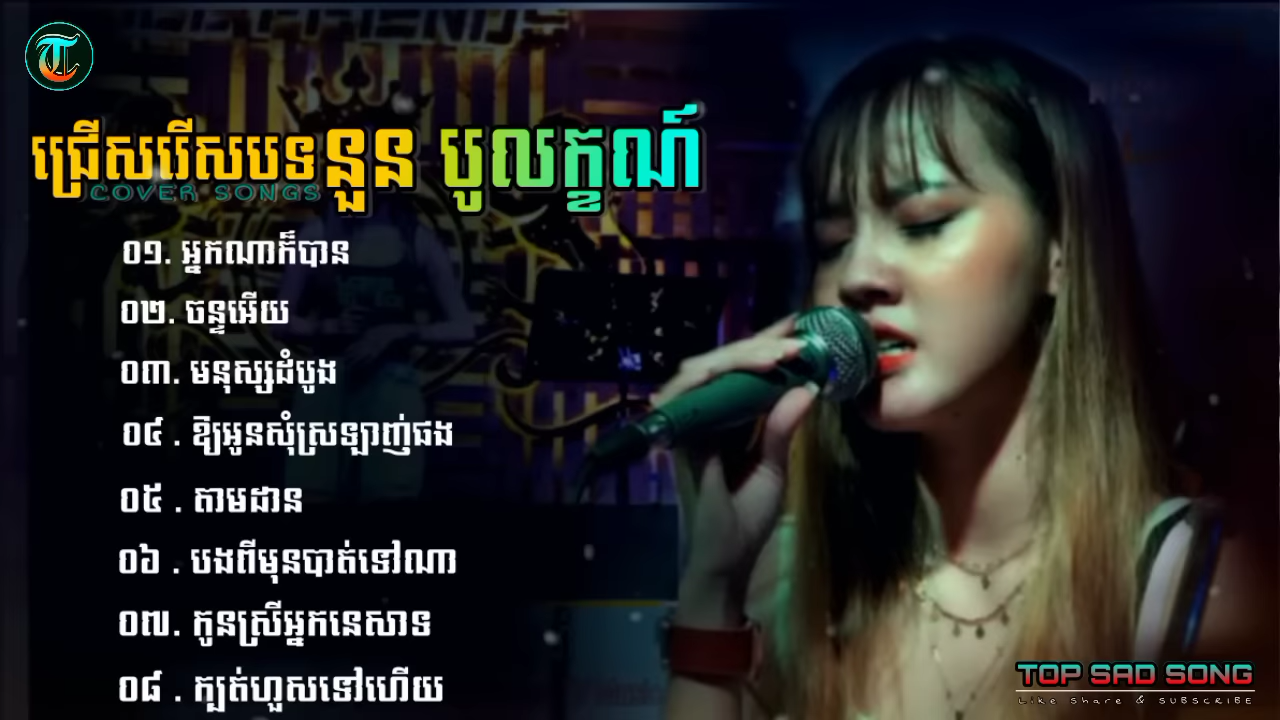 ជ្រើសរើសបទនួន បូលក្ខណ៍
COVER SONGS
០១. អ្នកណាក៏បាន
០២. ចន្ទអើយ
០៣. មនុស្សដំបូង
០៤ . ឱ្យអូនសុំស្រឡាញ់ផង
០៥ . តាមដាន
០៦ . បងពីមុនបាត់ទៅណា
០៧. កូនស្រីអ្នកនេសាទ
០៨ . ក្បត់ហួសទៅហើយ
TOP SAD SONG
Like Share & SUBSCRIBE